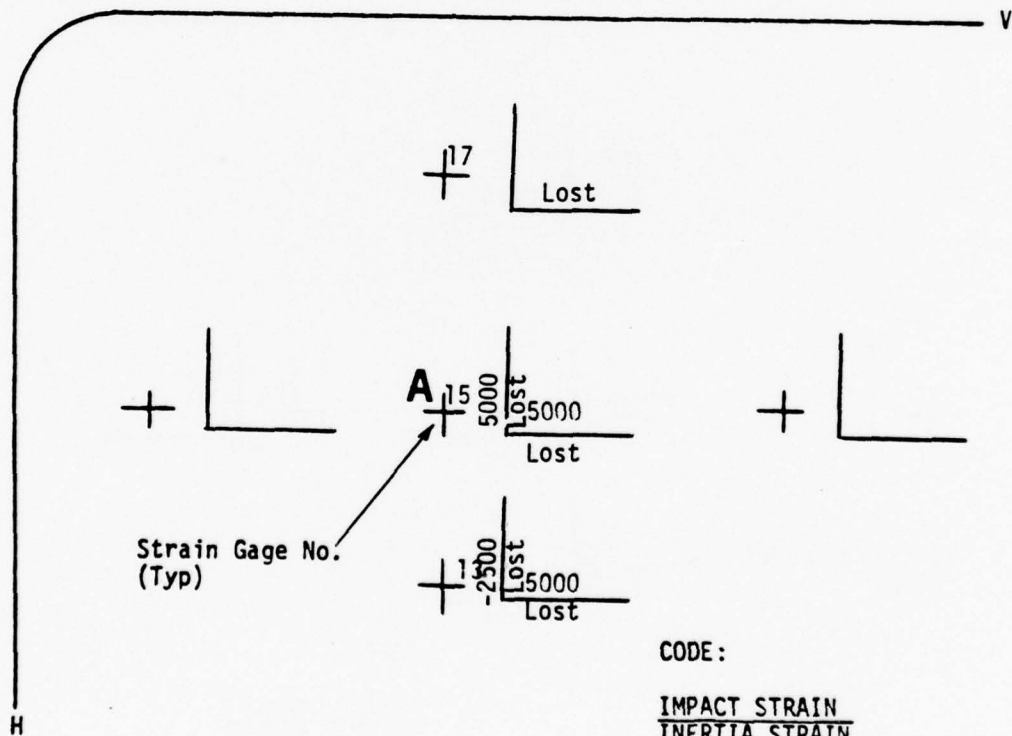 V
17
Lost
A
15
5000
Lost
5000
Lost
Strain Gage No.
(Typ)
-2500
Lost
5000
Lost
CODE:
IMPACT STRAIN
INERTIA STRAIN
H